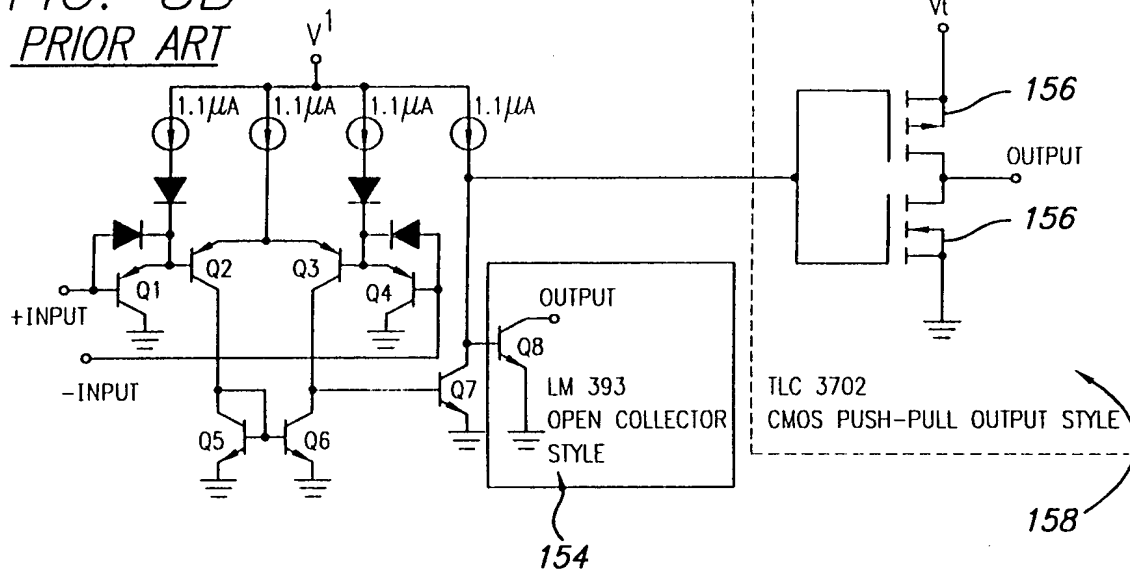 PRIOR ART
V1
Vt
1.1µA 1.1µA 1.1µA 1.1µA
156
OUTPUT
156
Q2 Q3
Q1 Q4
+INPUT
OUTPUT
Q8
-INPUT
Q7
LM 393
OPEN COLLECTOR
STYLE
TLC 3702
CMOS PUSH-PULL OUTPUT STYLE
Q5 Q6
154
158